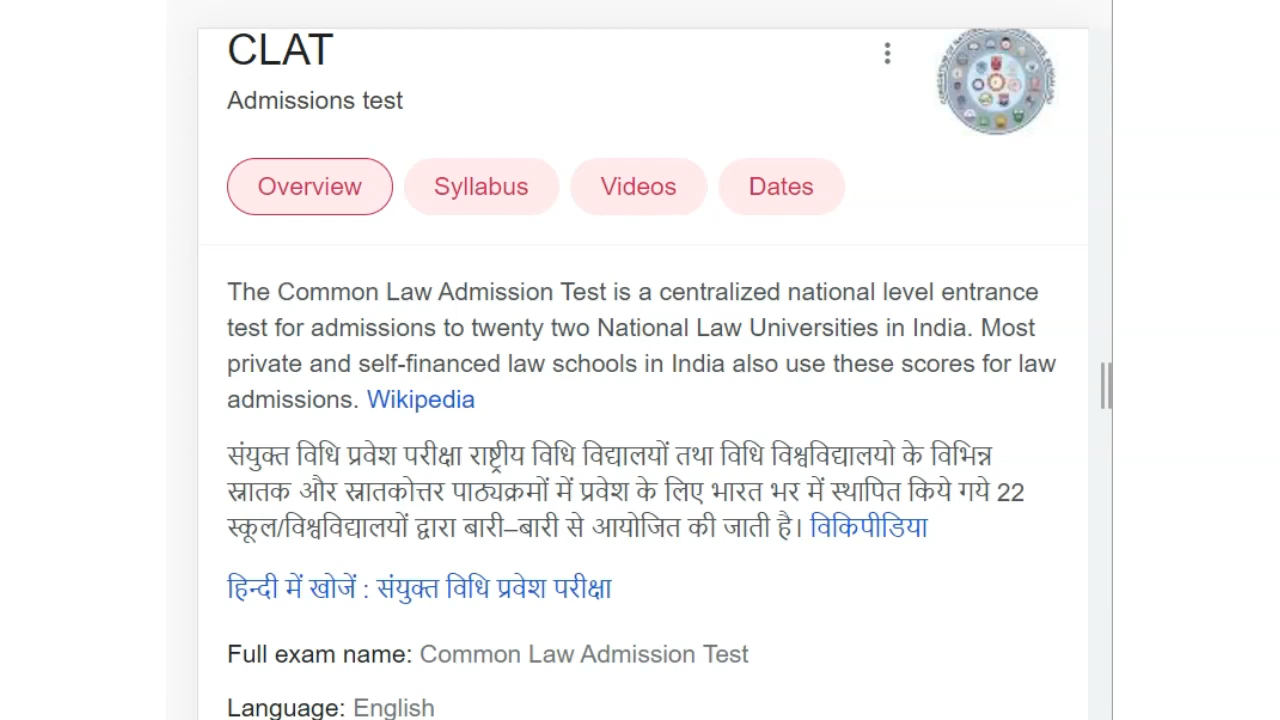 CLAT
Admissions test
Overview Syllabus Videos Dates
The Common Law Admission Test is a centralized national level entrance
test for admissions to twenty two National Law Universities in India. Most
private and self-financed law schools in India also use these scores for law
admissions. Wikipedia
संयुक्त विधि प्रवेश परीक्षा राष्ट्रीय विधि विद्यालयों तथा विधि विश्वविद्यालयो के विभिन्न
स्नातक और स्नातकोत्तर पाठ्यक्रमों में प्रवेश के लिए भारत भर में स्थापित किये गये 22
स्कूल/विश्वविद्यालयों द्वारा बारी–बारी से आयोजित की जाती है। विकिपीडिया
हिन्दी में खोजें : संयुक्त विधि प्रवेश परीक्षा
Full exam name: Common Law Admission Test
Language: English